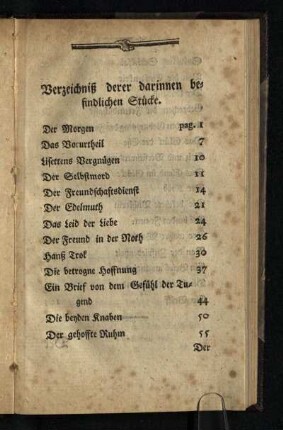 Verzeichniß derer darinnen be-
findlichen Stücke.
Der Morgen pag. 1
Das Vorurtheil 7
Lisettens Vergnügen 10
Der Selbstmord 11
Der Freundschaftsdienst 14
Der Edelmuth 21
Das Leid der Liebe 24
Der Freund in der Noth 26
Hanß Trok 30
Die betrogne Hoffnung 37
Ein Brief von dem Gefühl der Tu-
gend 44
Die beyden Knaben 50
Der gehoffte Ruhm 55
Der